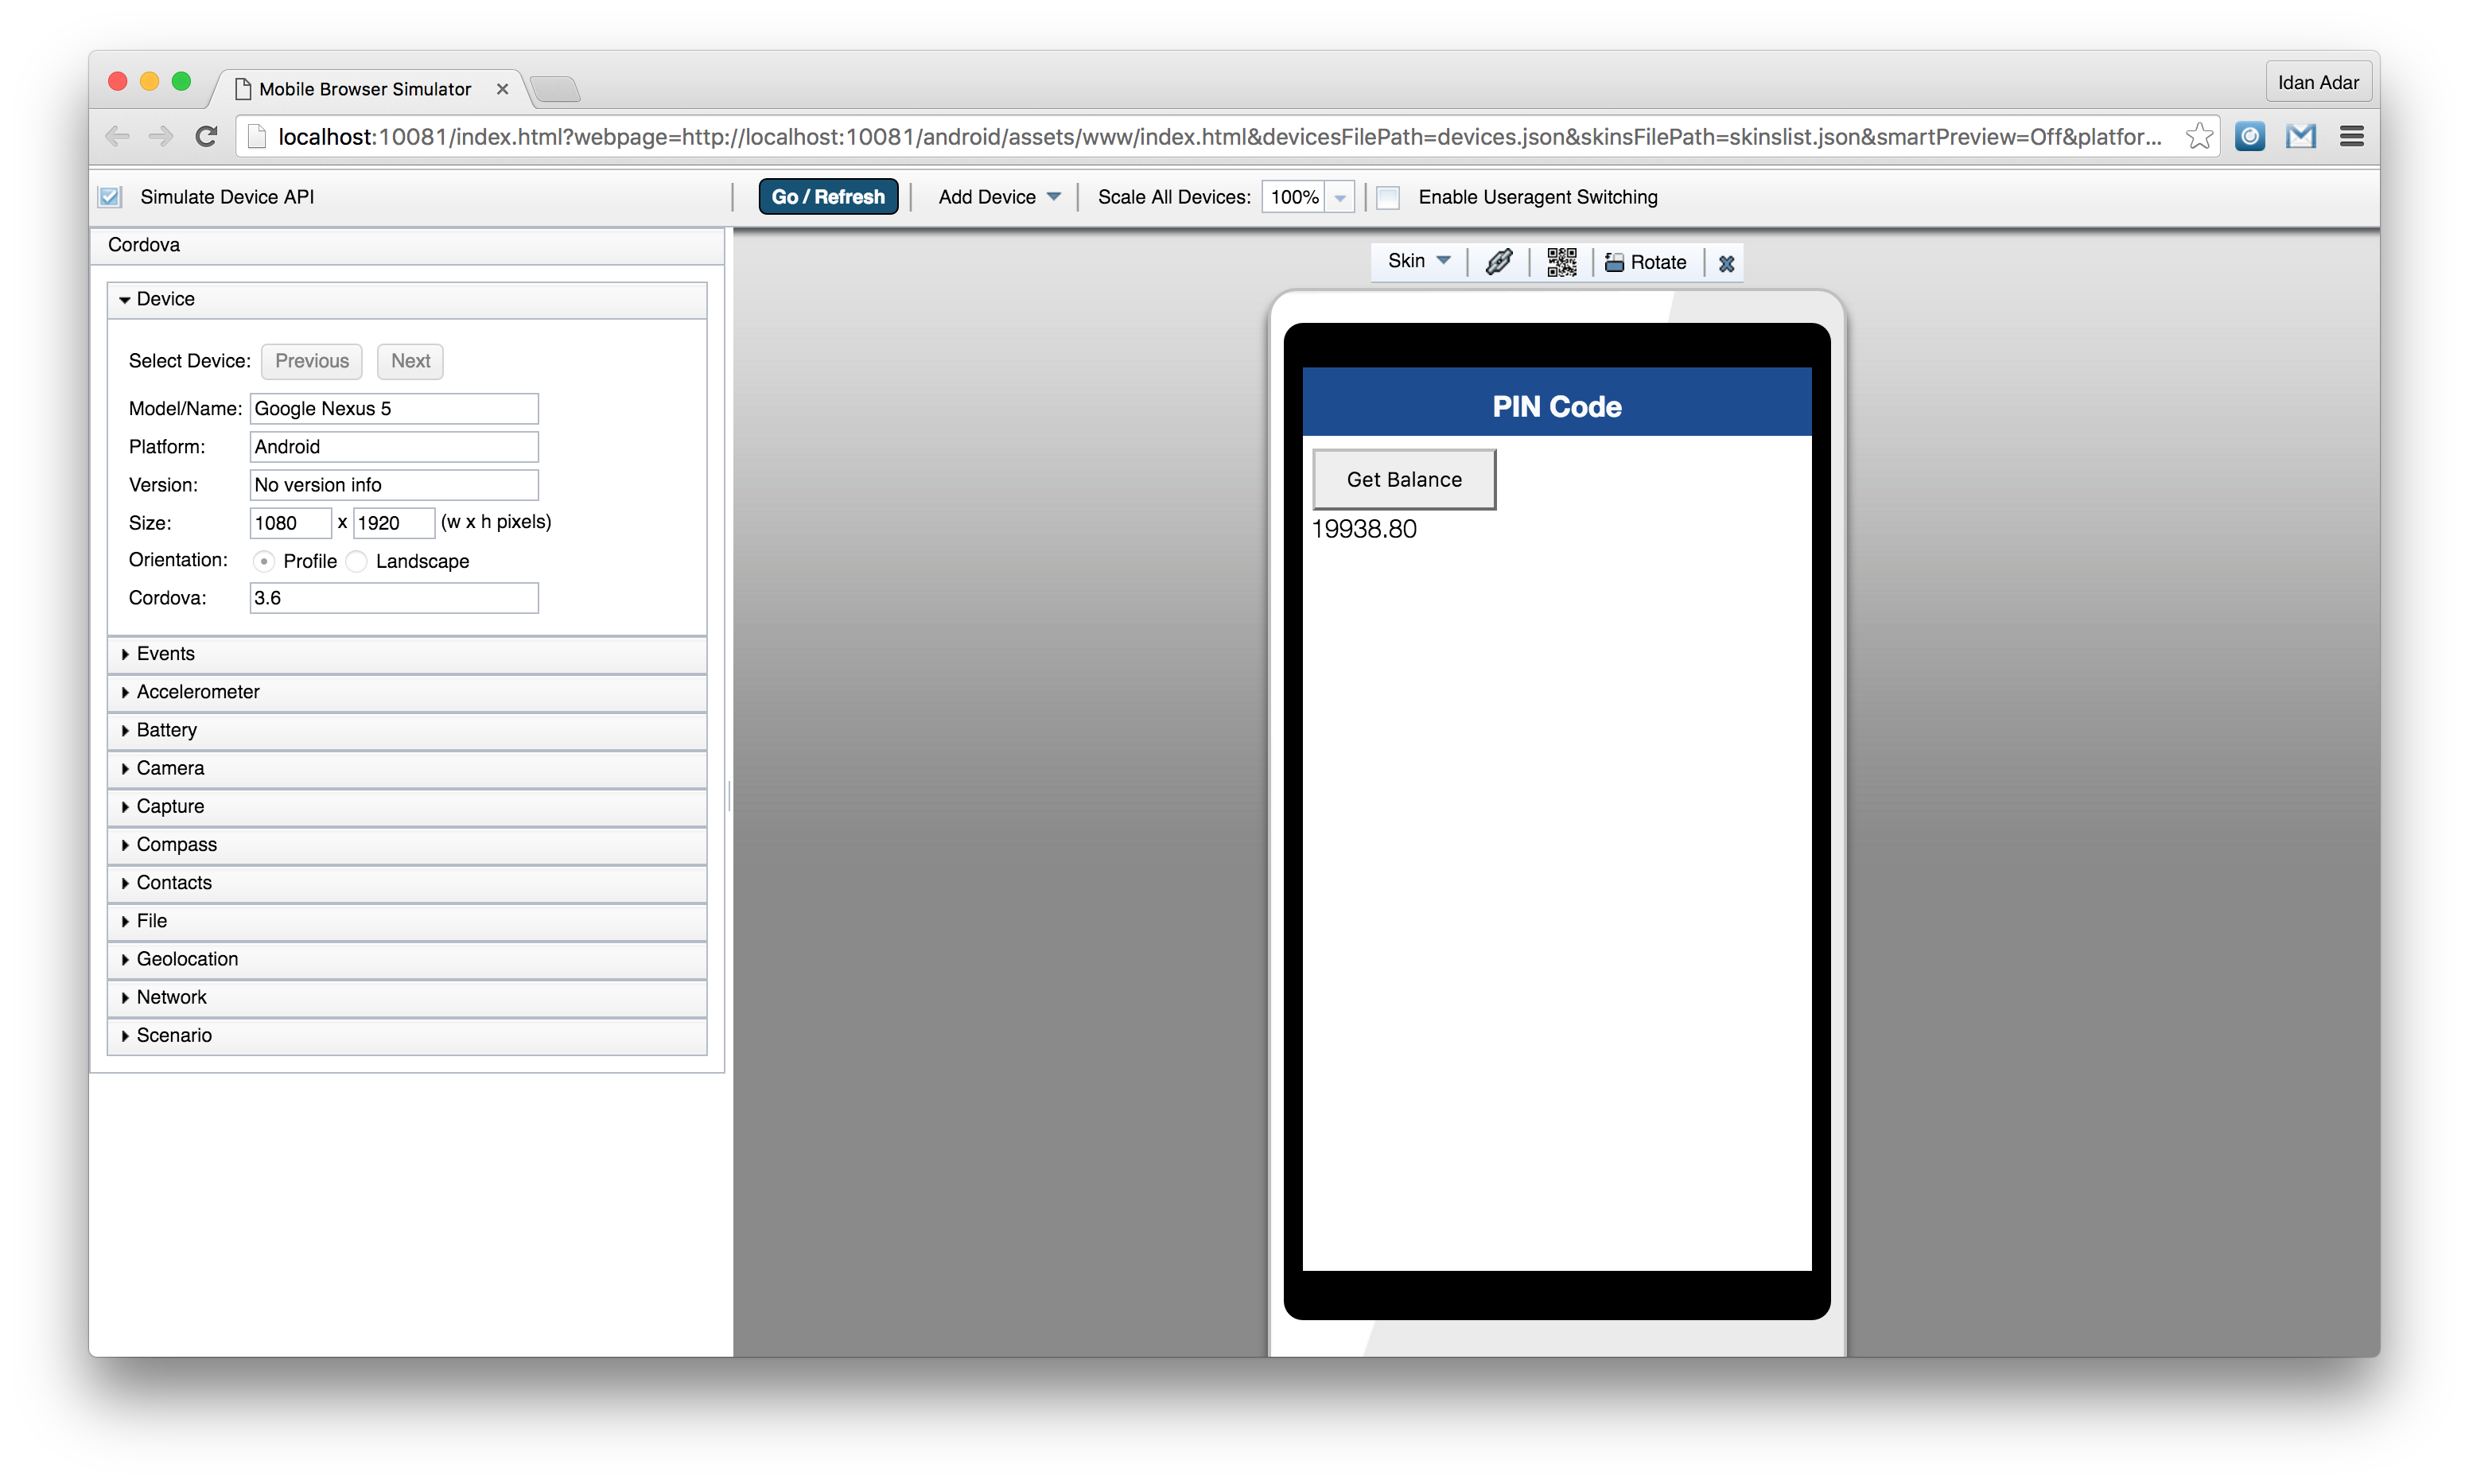 Mobile Browser Simulator
Idan Adar
localhost:10081/index.html?webpage=http://localhost:10081/android/assets/www/index.html&devicesFilePath=devices.json&skinsFilePath=skinslist.json&smartPreview=Off&platfor...
Simulate Device API
Go / Refresh
Add Device
Scale All Devices: 100%
Enable Useragent Switching
Cordova
Device
Select Device: Previous Next
Model/Name: Google Nexus 5
Platform: Android
Version: No version info
Size: 1080 x 1920 (w x h pixels)
Orientation: Profile Landscape
Cordova: 3.6
Events
Accelerometer
Battery
Camera
Capture
Compass
Contacts
File
Geolocation
Network
Scenario
Skin Rotate
PIN Code
Get Balance
19938.80